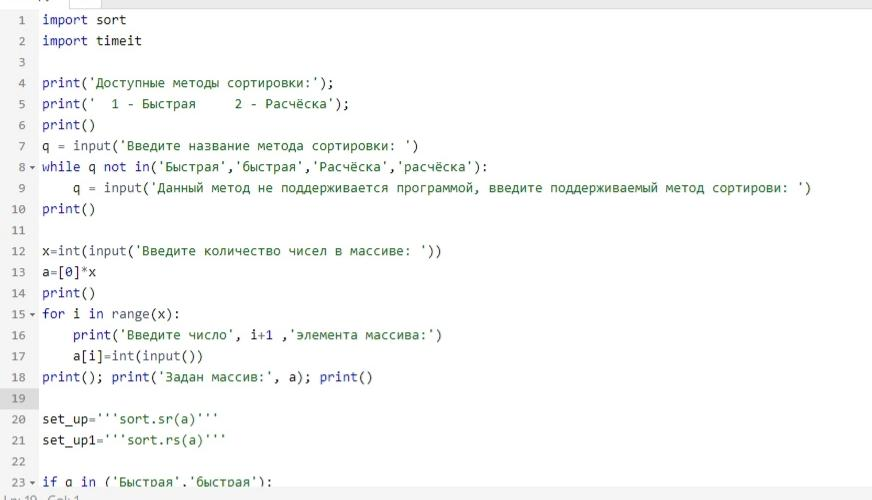 1 import sort
2 import timeit
3
4 print('Доступные методы сортировки:');
5 print('  1 - Быстрая     2 - Расчёска');
6 print()
7 q = input('Введите название метода сортировки: ')
8 while q not in('Быстрая','быстрая','Расчёска','расчёска'):
9     q = input('Данный метод не поддерживается программой, введите поддерживаемый метод сортирови: ')
10 print()
11
12 x=int(input('Введите количество чисел в массиве: '))
13 a=[0]*x
14 print()
15 for i in range(x):
16     print('Введите число', i+1 ,'элемента массива:')
17     a[i]=int(input())
18 print(); print('Задан массив:', a); print()
19
20 set_up='''sort.sr(a)'''
21 set_up1='''sort.rs(a)'''
22
23 if q in ('Быстрая','быстрая'):